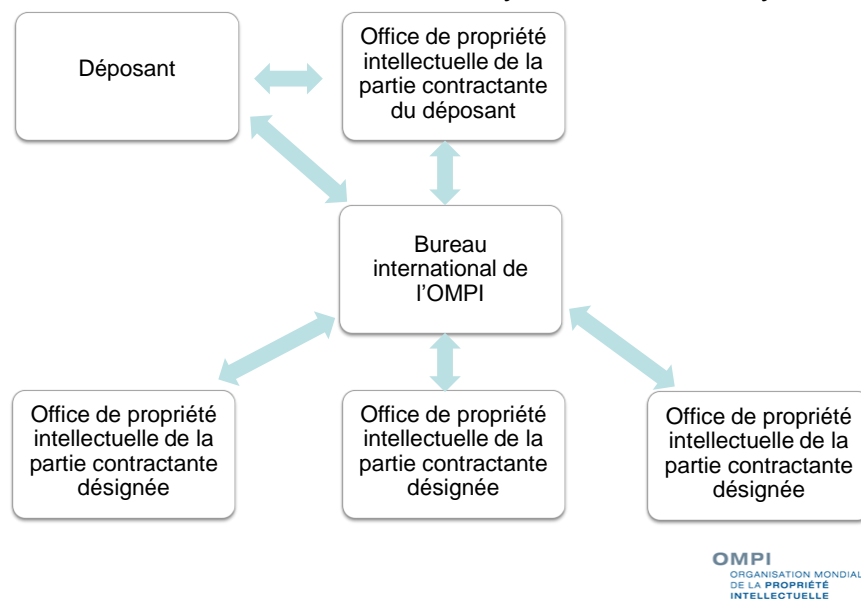 Déposant
Office de propriété
intellectuelle de la
partie contractante
du déposant
Bureau
international de
l'OMPI
Office de propriété
intellectuelle de la
partie contractante
désignée
Office de propriété
intellectuelle de la
partie contractante
désignée
Office de propriété
intellectuelle de la
partie contractante
désignée
OMPI
ORGANISATION MONDIAL
DE LA PROPRIÉTÉ
INTELLECTUELLE